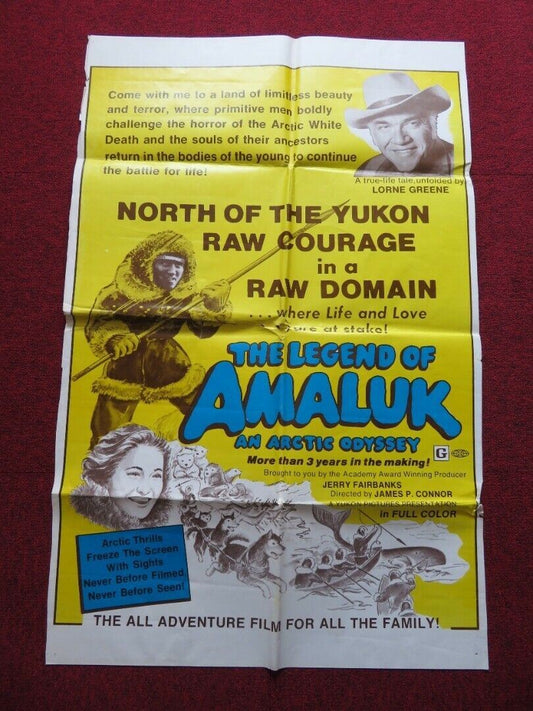 Come with me to a land of limitless beauty
and terror, where primitive men boldly
challenge the horror of the Arctic White
Death and the souls of their ancestors
return in the bodies of the young to continue
the battle for life!
A true-life tale, unfolded by
LORNE GREENE
NORTH OF THE YUKON
RAW COURAGE
in a
RAW DOMAIN
...where Life and Love
are at stake!
THE LEGEND OF
AMALUK
AN ARCTIC ODYSSEY
G
More than 3 years in the making!
Brought to you by the Academy Award Winning Producer
JERRY FAIRBANKS
Directed by JAMES P. CONNOR
A YUKON PICTURES PRESENTATION
in FULL COLOR
Arctic Thrills
Freeze The Screen
With Sights
Never Before Filmed
Never Before Seen!
THE ALL ADVENTURE FILM FOR ALL THE FAMILY!